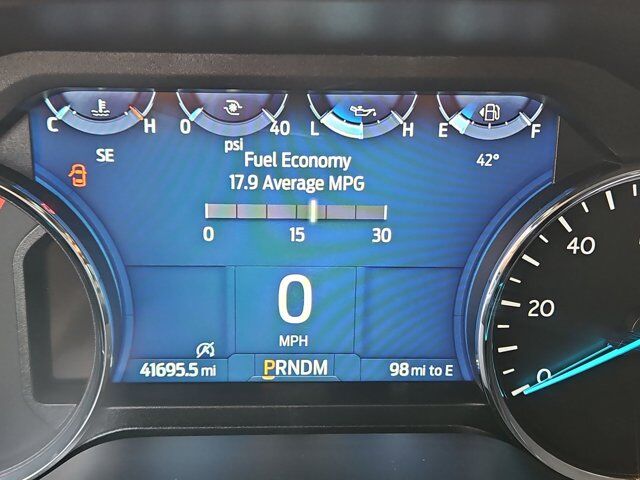 C H 0 40 L H E F
psi
SE 42°
Fuel Economy
17.9 Average MPG
0 15 30
0
MPH
41695.5 mi PRNDM 98 mi to E
40
20
0